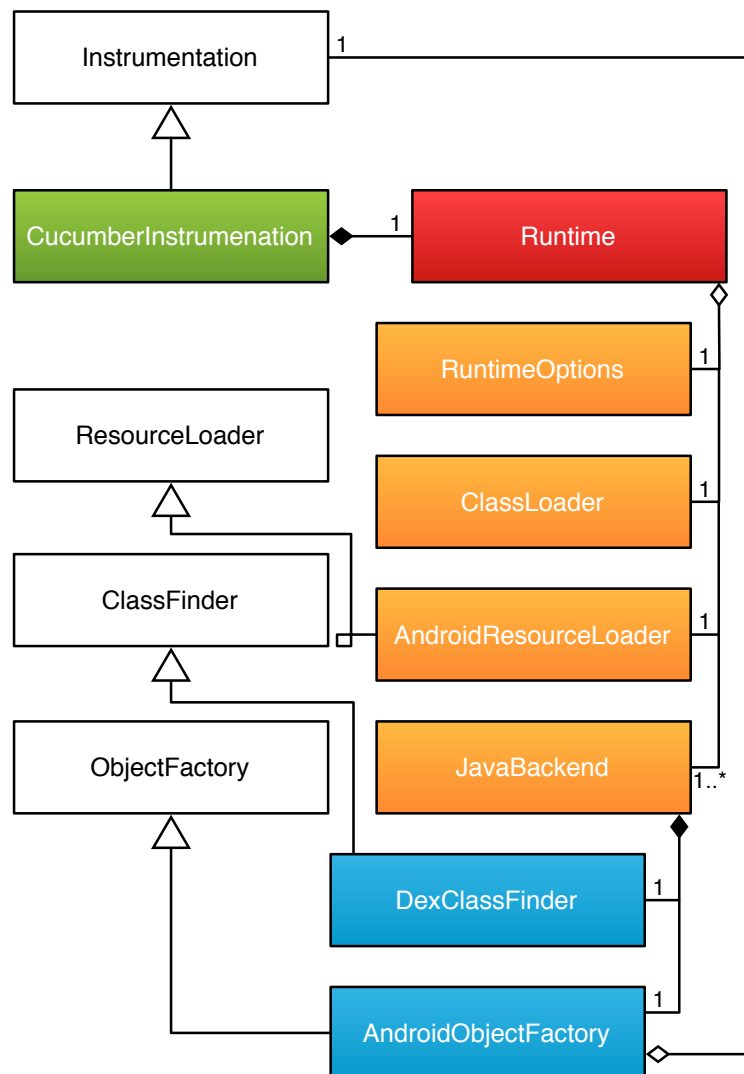 Instrumentation
1
CucumberInstrumenation
1
Runtime
RuntimeOptions
1
ResourceLoader
ClassLoader
1
ClassFinder
AndroidResourceLoader
1
ObjectFactory
JavaBackend
1..*
DexClassFinder
1
AndroidObjectFactory
1